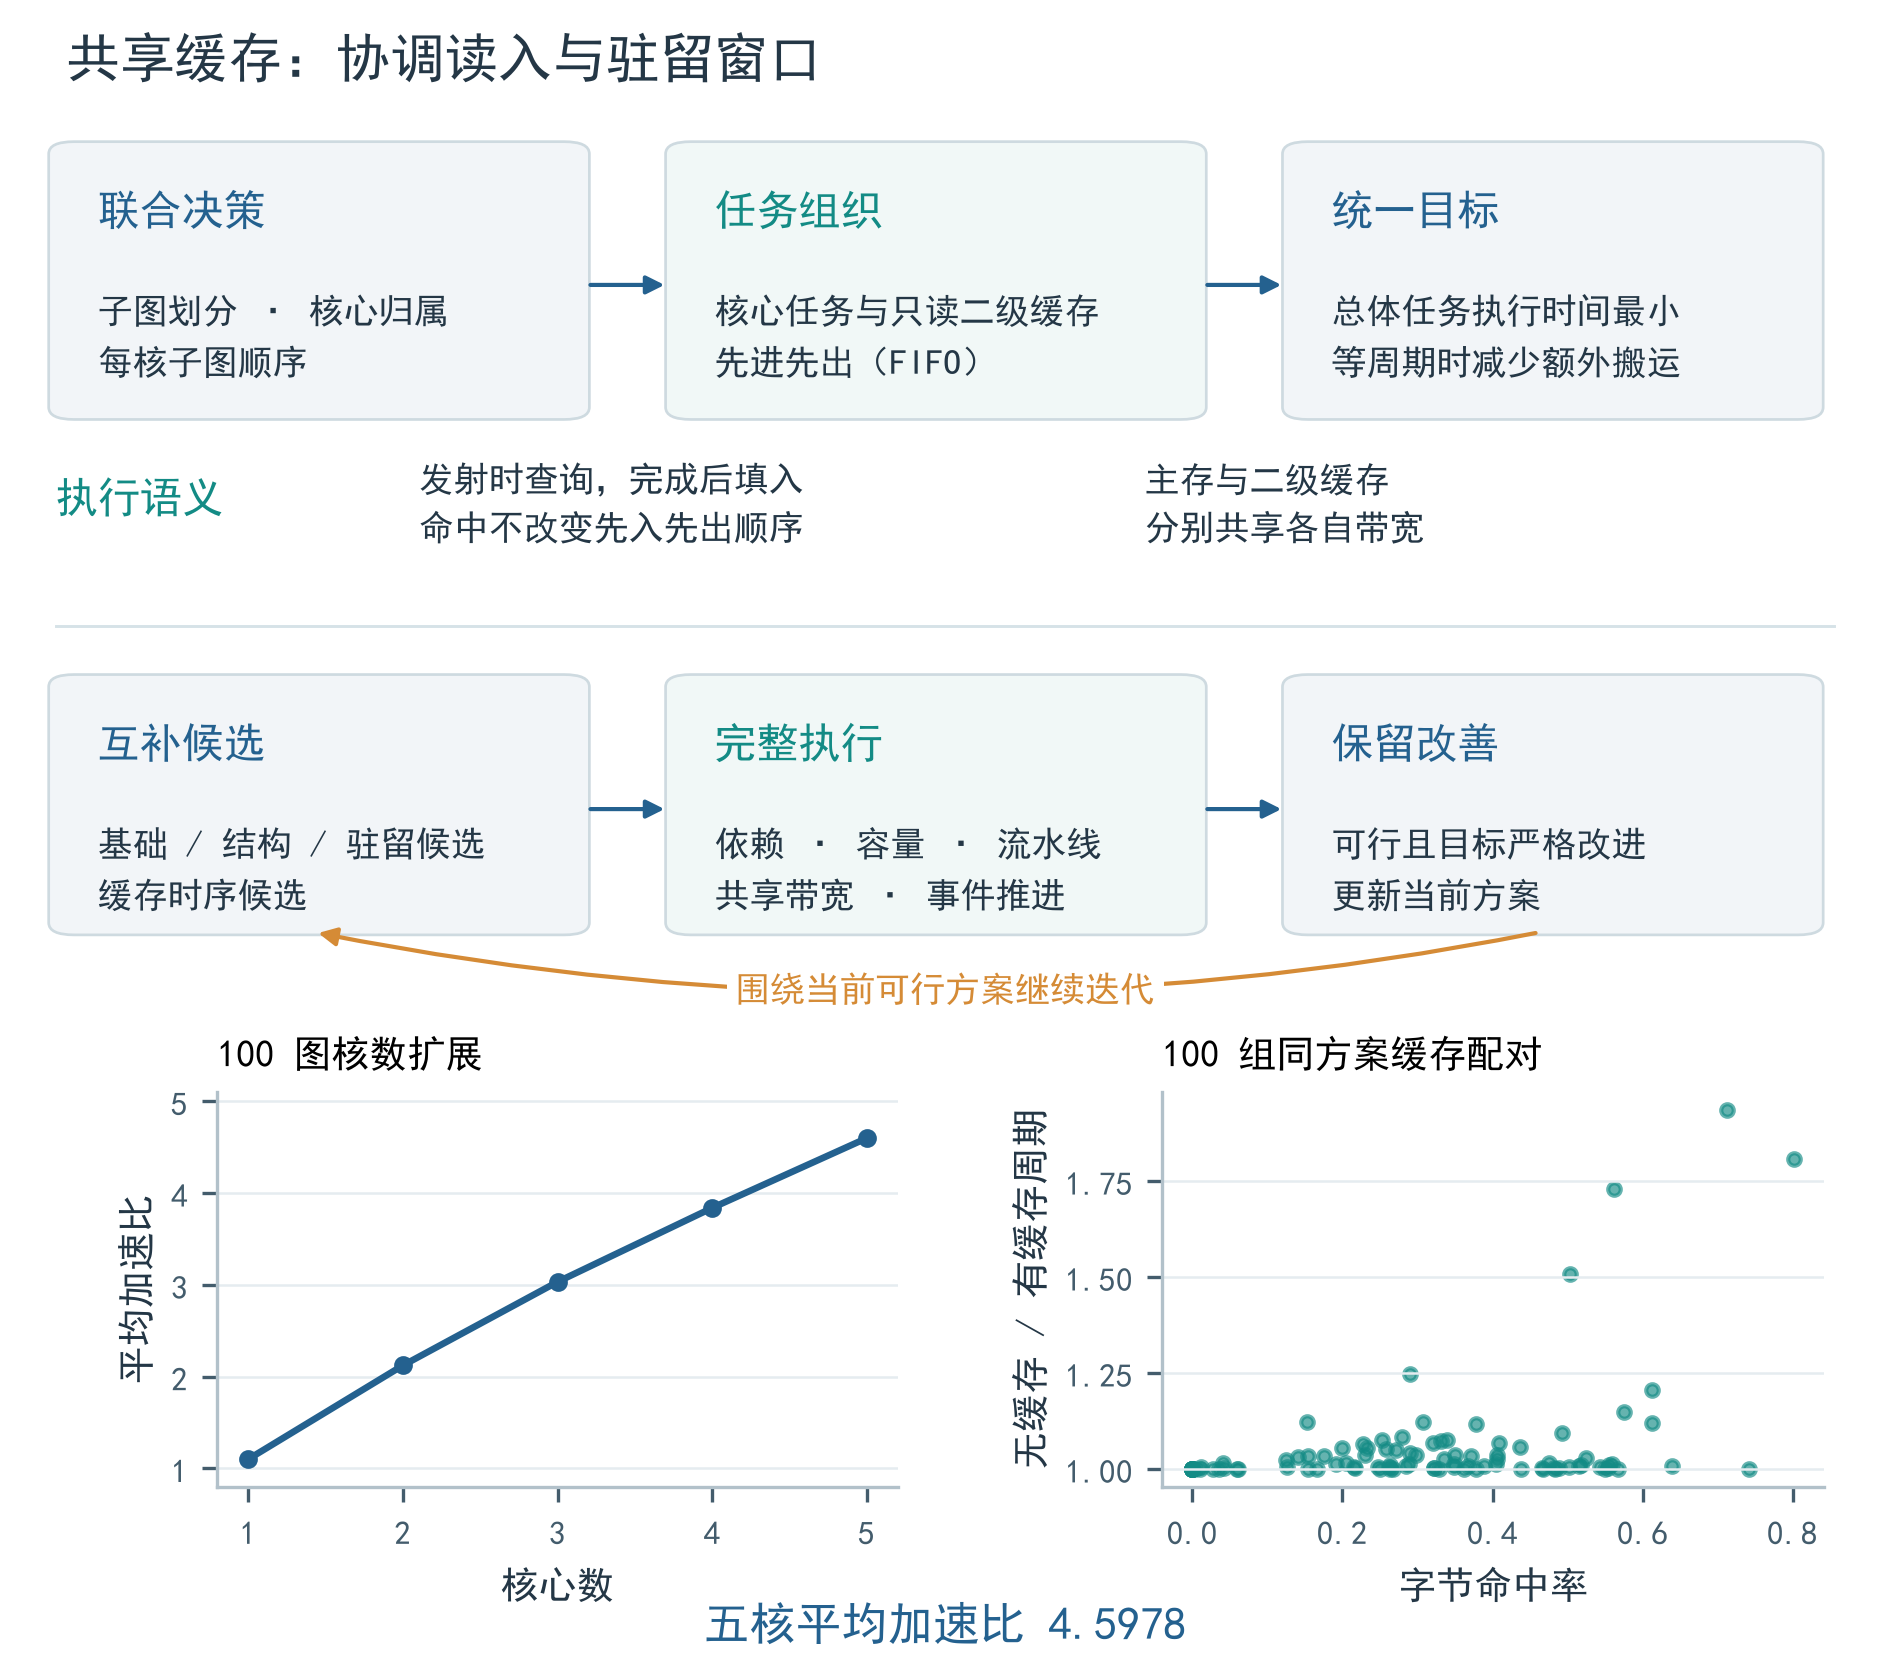 共享缓存：协调读入与驻留窗口
联合决策
子图划分 · 核心归属
每核子图顺序
任务组织
核心任务与只读二级缓存
先进先出（FIFO）
统一目标
总体任务执行时间最小
等周期时减少额外搬运
执行语义
发射时查询，完成后填入
命中不改变先入先出顺序
主存与二级缓存
分别共享各自带宽
互补候选
基础 / 结构 / 驻留候选
缓存时序候选
完整执行
依赖 · 容量 · 流水线
共享带宽 · 事件推进
保留改善
可行且目标严格改进
更新当前方案
围绕当前可行方案继续迭代
100 图核数扩展
平均加速比
5
4
3
2
1
1 2 3 4 5
核心数
100 组同方案缓存配对
无缓存 / 有缓存周期
1.75
1.50
1.25
1.00
0.0 0.2 0.4 0.6 0.8
字节命中率
五核平均加速比 4.5978